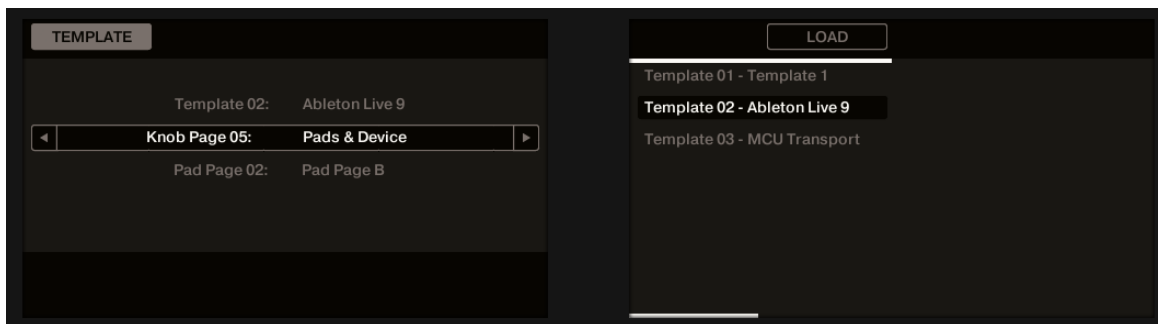 TEMPLATE
Template 02: Ableton Live 9
Knob Page 05: Pads & Device
Pad Page 02: Pad Page B
LOAD
Template 01 - Template 1
Template 02 - Ableton Live 9
Template 03 - MCU Transport